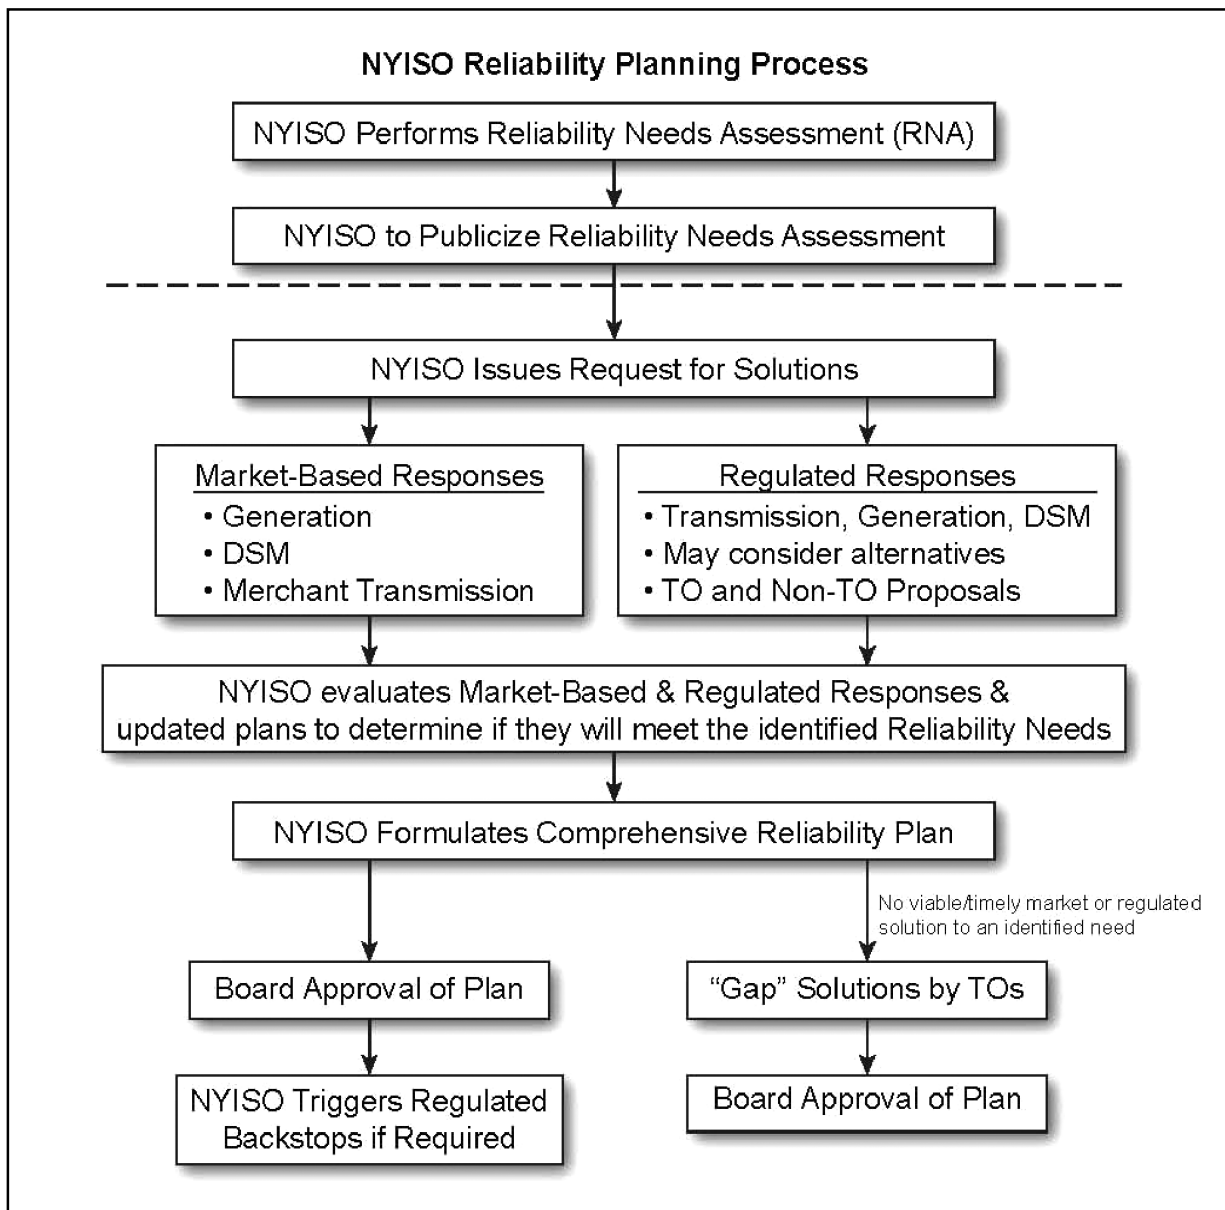 NYISO Reliability Planning Process
NYISO Performs Reliability Needs Assessment (RNA)
NYISO to Publicize Reliability Needs Assessment
NYISO Issues Request for Solutions
Market-Based Responses
• Generation
• DSM
• Merchant Transmission
Regulated Responses
• Transmission, Generation, DSM
• May consider alternatives
• TO and Non-TO Proposals
NYISO evaluates Market-Based & Regulated Responses &
updated plans to determine if they will meet the identified Reliability Needs
NYISO Formulates Comprehensive Reliability Plan
No viable/timely market or regulated
solution to an identified need
Board Approval of Plan
“Gap” Solutions by TOs
NYISO Triggers Regulated
Backstops if Required
Board Approval of Plan